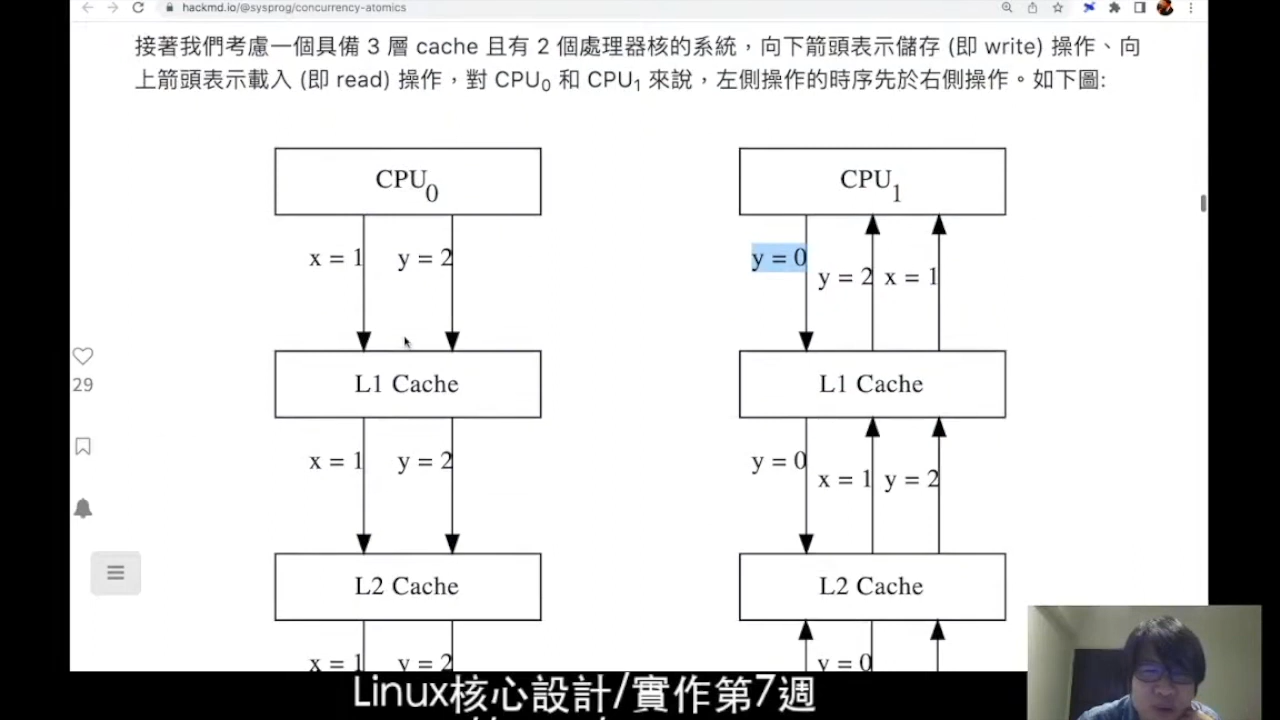 hackmd.io/@sysprog/concurrency-atomics
接著我們考慮一個具備 3 層 cache 且有 2 個處理器核的系統，向下箭頭表示儲存 (即 write) 操作、向
上箭頭表示載入 (即 read) 操作，對 CPU0 和 CPU1 來說，左側操作的時序先於右側操作。如下圖:
CPU0
CPU1
x = 1
y = 2
y = 0
y = 2
x = 1
L1 Cache
L1 Cache
29
x = 1
y = 2
y = 0
x = 1
y = 2
L2 Cache
L2 Cache
x = 1
y = 2
y = 0
Linux核心設計/實作第7週